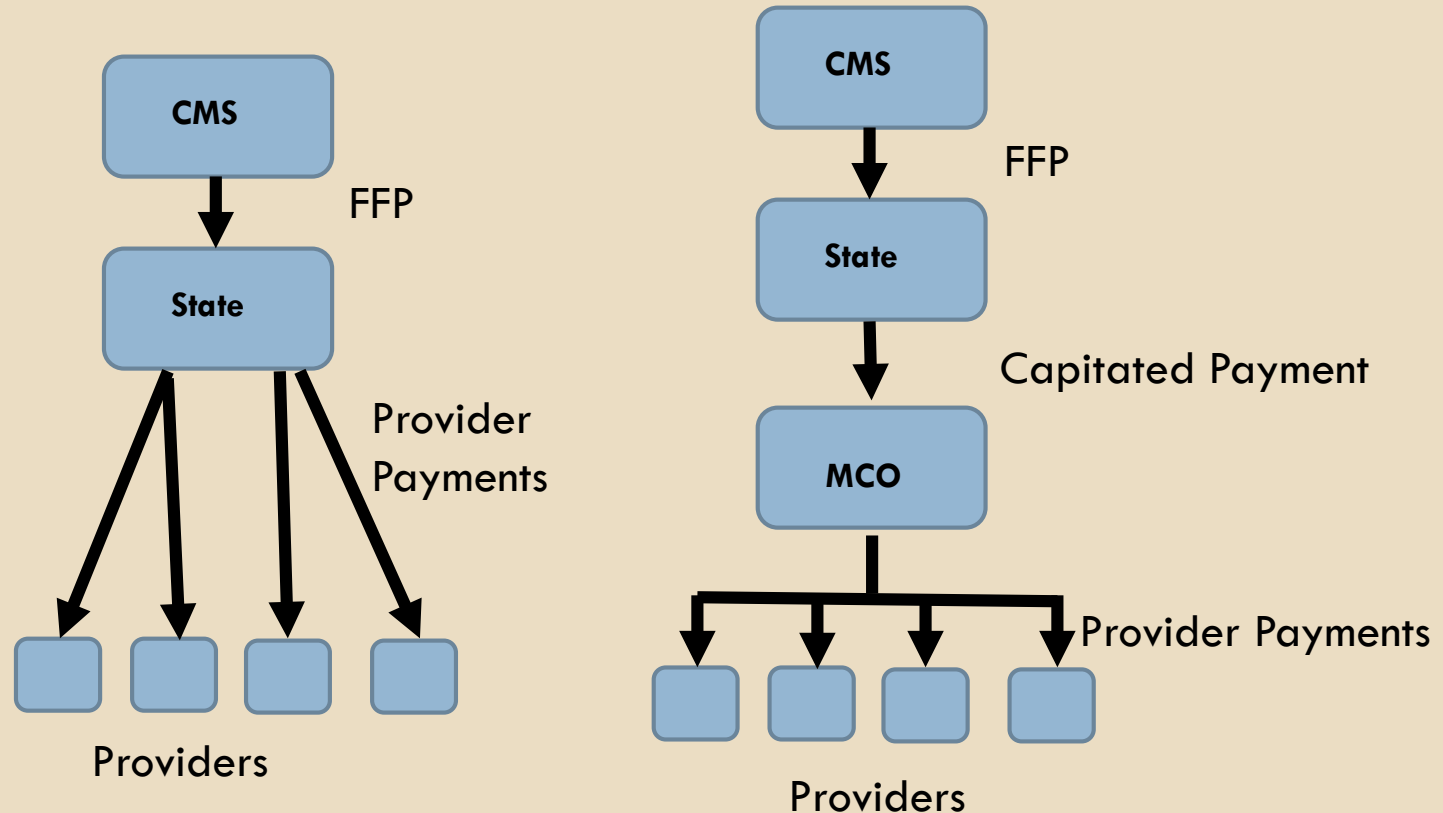 CMS
FFP
State
Provider
Payments
Providers
CMS
FFP
State
Capitated Payment
MCO
Provider Payments
Providers